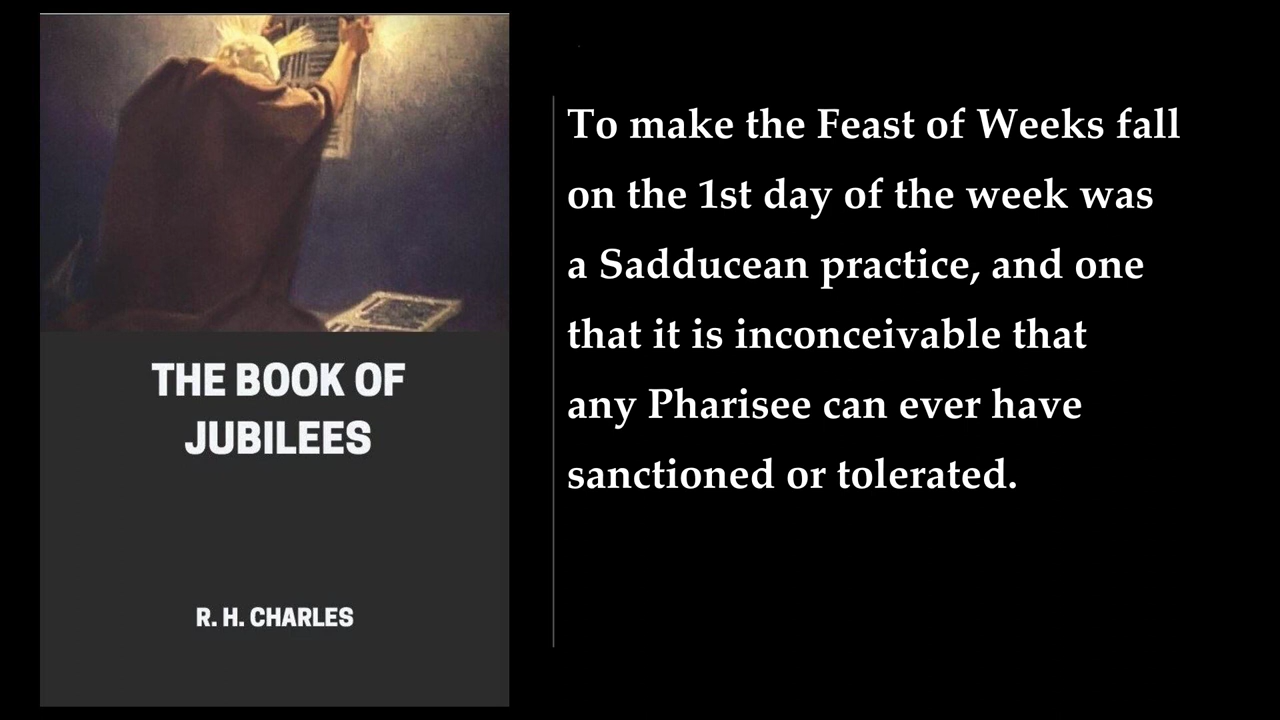 THE BOOK OF
JUBILEES
R. H. CHARLES
To make the Feast of Weeks fall
on the 1st day of the week was
a Sadducean practice, and one
that it is inconceivable that
any Pharisee can ever have
sanctioned or tolerated.